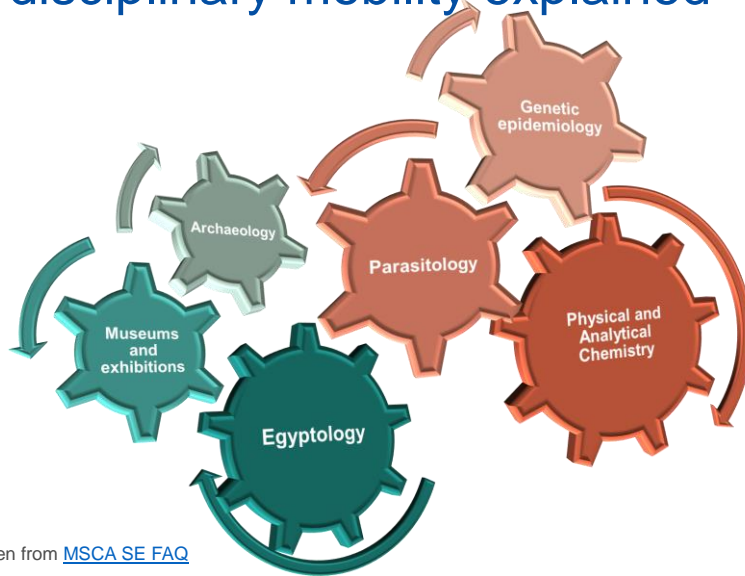 disciplinary mobility explained
Genetic
epidemiology
Archaeology
Parasitology
Physical and
Analytical
Chemistry
Museums
and
exhibitions
Egyptology
en from MSCA SE FAQ